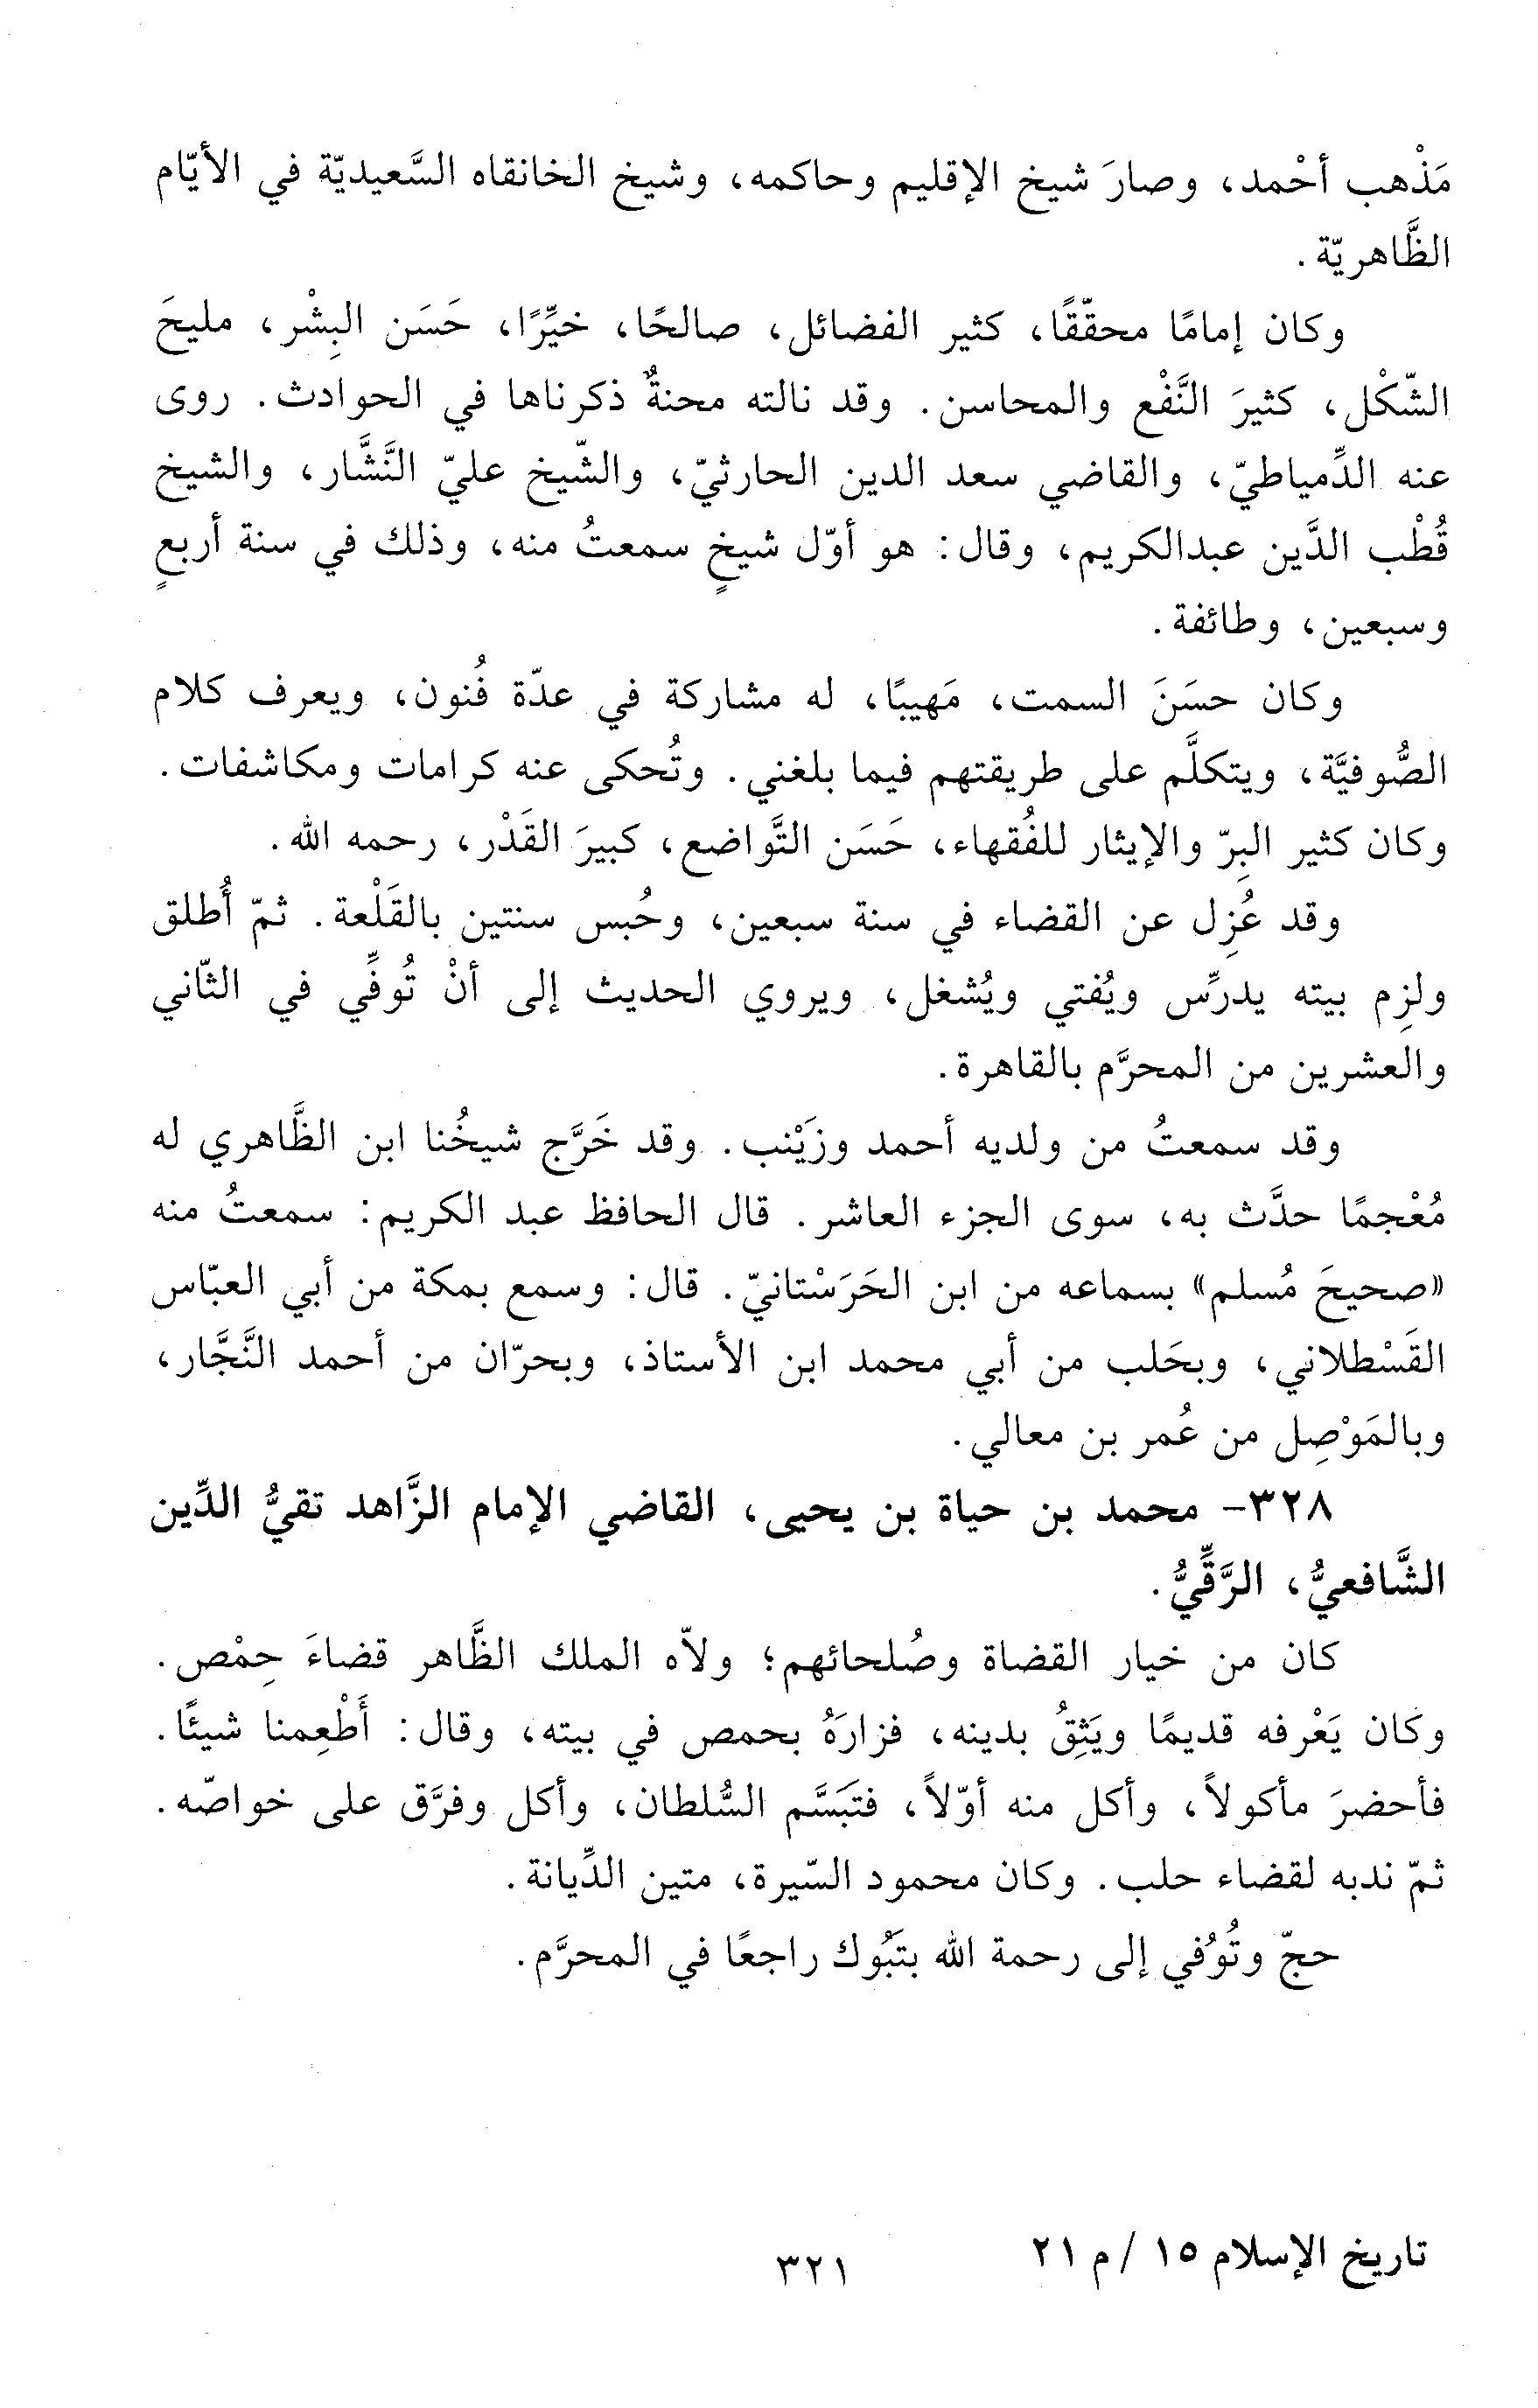 مَذْهب أحْمد، وصارَ شيخ الإقليم وحاكمه، وشيخ الخانقاه السَّعيديّة في الأيّام
الظَّاهريّة.
وكان إمامًا محقّقًا، كثير الفضائل، صالحًا، خيِّرًا، حَسَن البِشْر، مليحَ
الشّكْل، كثيرَ النَّفْع والمحاسن. وقد نالته محنةٌ ذكرناها في الحوادث. روى
عنه الدِّمياطيّ، والقاضي سعد الدين الحارثيّ، والشّيخ عليّ النَّشَّار، والشيخ
قُطْب الدَّين عبدالكريم، وقال: هو أوّل شيخٍ سمعتُ منه، وذلك في سنة أربعٍ
وسبعين، وطائفة.
وكان حسَنَ السمت، مَهيبًا، له مشاركة في عدّة فُنون، ويعرف كلام
الصُّوفيَّة، ويتكلَّم على طريقتهم فيما بلغني. وتُحكى عنه كرامات ومكاشفات.
وكان كثير البِرّ والإيثار للفُقهاء، حَسَن التَّواضع، كبيرَ القَدْر، رحمه الله.
وقد عُزِل عن القضاء في سنة سبعين، وحُبس سنتين بالقَلْعة. ثمّ أُطلق
ولزِم بيته يدرِّس ويُفتي ويُشغل، ويروي الحديث إلى أنْ تُوفِّي في الثّاني
والعشرين من المحرَّم بالقاهرة.
وقد سمعتُ من ولديه أحمد وزَيْنب. وقد خَرَّج شيخُنا ابن الظَّاهري له
مُعْجمًا حدَّث به، سوى الجزء العاشر. قال الحافظ عبد الكريم: سمعتُ منه
«صحيحَ مُسلم» بسماعه من ابن الحَرَسْتانيّ. قال: وسمع بمكة من أبي العبّاس
القَسْطلاني، وبحَلب من أبي محمد ابن الأستاذ، وبحرّان من أحمد النَّجَّار،
وبالمَوْصِل من عُمر بن معالي.
٣٢٨- محمد بن حياة بن يحيى، القاضي الإمام الزَّاهد تقيُّ الدِّين
الشَّافعيُّ، الرَّقِّيُّ.
كان من خيار القضاة وصُلحائهم؛ ولاّه الملك الظَّاهر قضاءَ حِمْص.
وكان يَعْرفه قديمًا ويَثِقُ بدينه، فزارَهُ بحمص في بيته، وقال: أَطْعِمنا شيئًا.
فأحضرَ مأكولاً، وأكل منه أوّلاً، فتبَسَّم السُّلطان، وأكل وفرَّق على خواصّه.
ثمّ ندبه لقضاء حلب. وكان محمود السّيرة، متين الدِّيانة.
حجّ وتُوُفي إلى رحمة الله بتَبُوك راجعًا في المحرَّم.
تاريخ الإسلام ١٥ / م ٢١
٣٢١